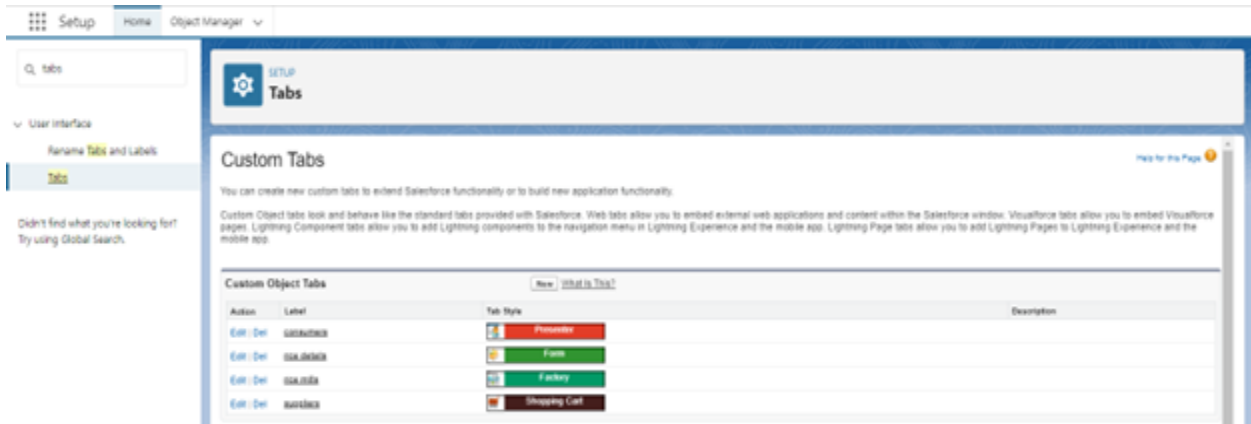 Setup Home Object Manager
tabs
SETUP
Tabs
User Interface
Rename Tabs and Labels
Tabs
Didn't find what you're looking for?
Try using Global Search.
Custom Tabs
Help for this Page
You can create new custom tabs to extend Salesforce functionality or to build new application functionality.
Custom Object tabs look and behave like the standard tabs provided with Salesforce. Web tabs allow you to embed external web applications and content within the Salesforce window. Visualforce tabs allow you to embed Visualforce
pages. Lightning Component tabs allow you to add Lightning components to the navigation menu in Lightning Experience and the mobile app. Lightning Page tabs allow you to add Lightning Pages to Lightning Experience and the
mobile app.
Custom Object Tabs New What Is This?
Action Label Tab Style Description
Edit | Del consumers Presenter
Edit | Del rice details Form
Edit | Del rice mills Factory
Edit | Del suppliers Shopping Cart